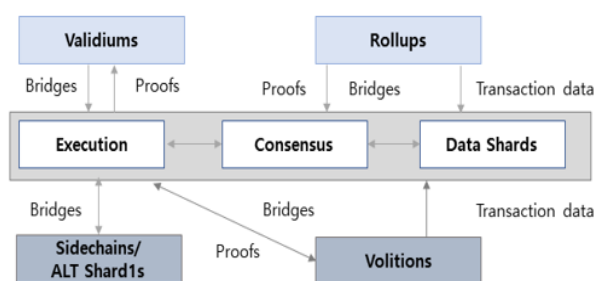 Validiums
Rollups
Bridges
Proofs
Proofs
Bridges
Transaction data
Execution
Consensus
Data Shards
Bridges
Bridges
Transaction data
Sidechains/
ALT Shard1s
Proofs
Volitions